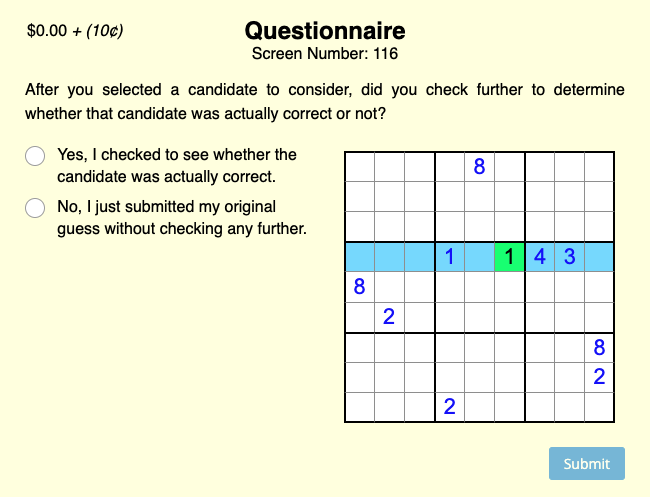 $0.00 + (10¢)
Questionnaire
Screen Number: 116
After you selected a candidate to consider, did you check further to determine
whether that candidate was actually correct or not?
Yes, I checked to see whether the
candidate was actually correct.
No, I just submitted my original
guess without checking any further.
8
1 1 4 3
8
2
8
2
2
Submit